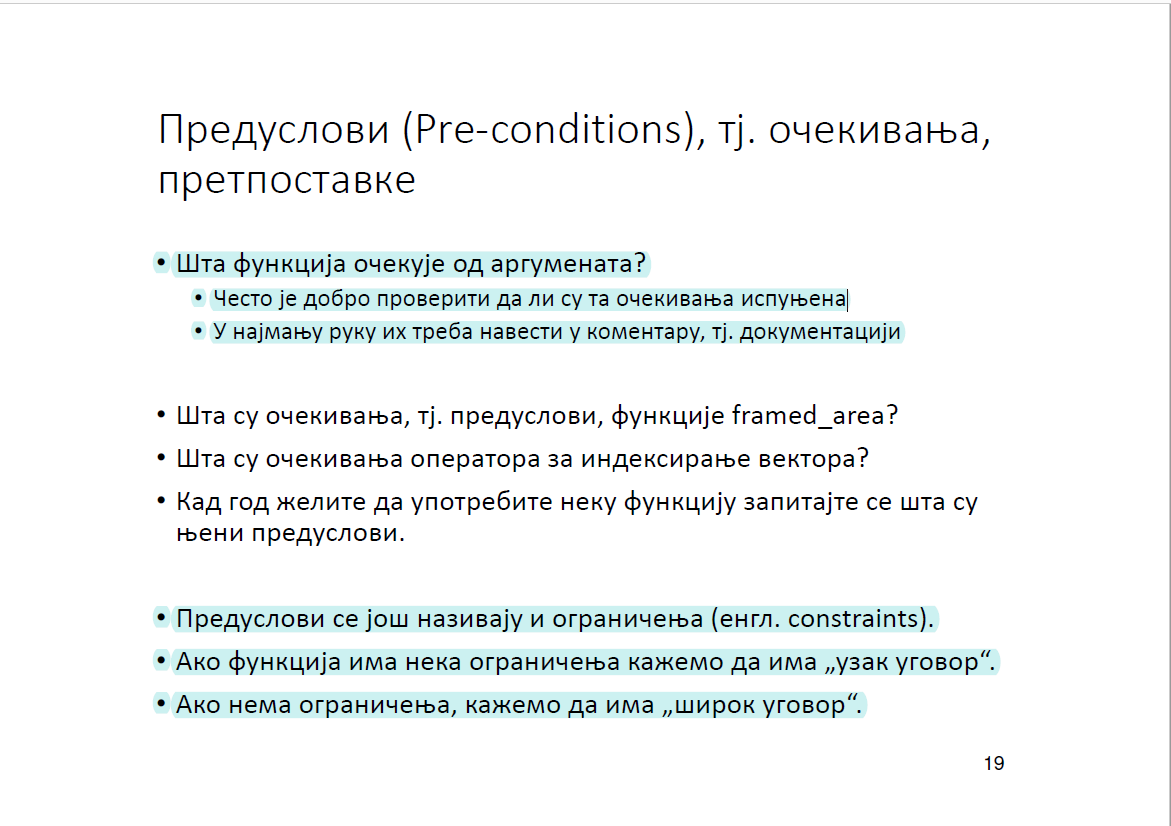 Предуслови (Pre-conditions), тј. очекивања,
претпоставке
• Шта функција очекује од аргумената?
• Често је добро проверити да ли су та очекивања испуњена
• У најмању руку их треба навести у коментару, тј. документацији
• Шта су очекивања, тј. предуслови, функције framed_area?
• Шта су очекивања оператора за индексирање вектора?
• Кад год желите да употребите неку функцију запитајте се шта су
њени предуслови.
• Предуслови се још називају и ограничења (енгл. constraints).
• Ако функција има нека ограничења кажемо да има „узак уговор“.
• Ако нема ограничења, кажемо да има „широк уговор“.
19